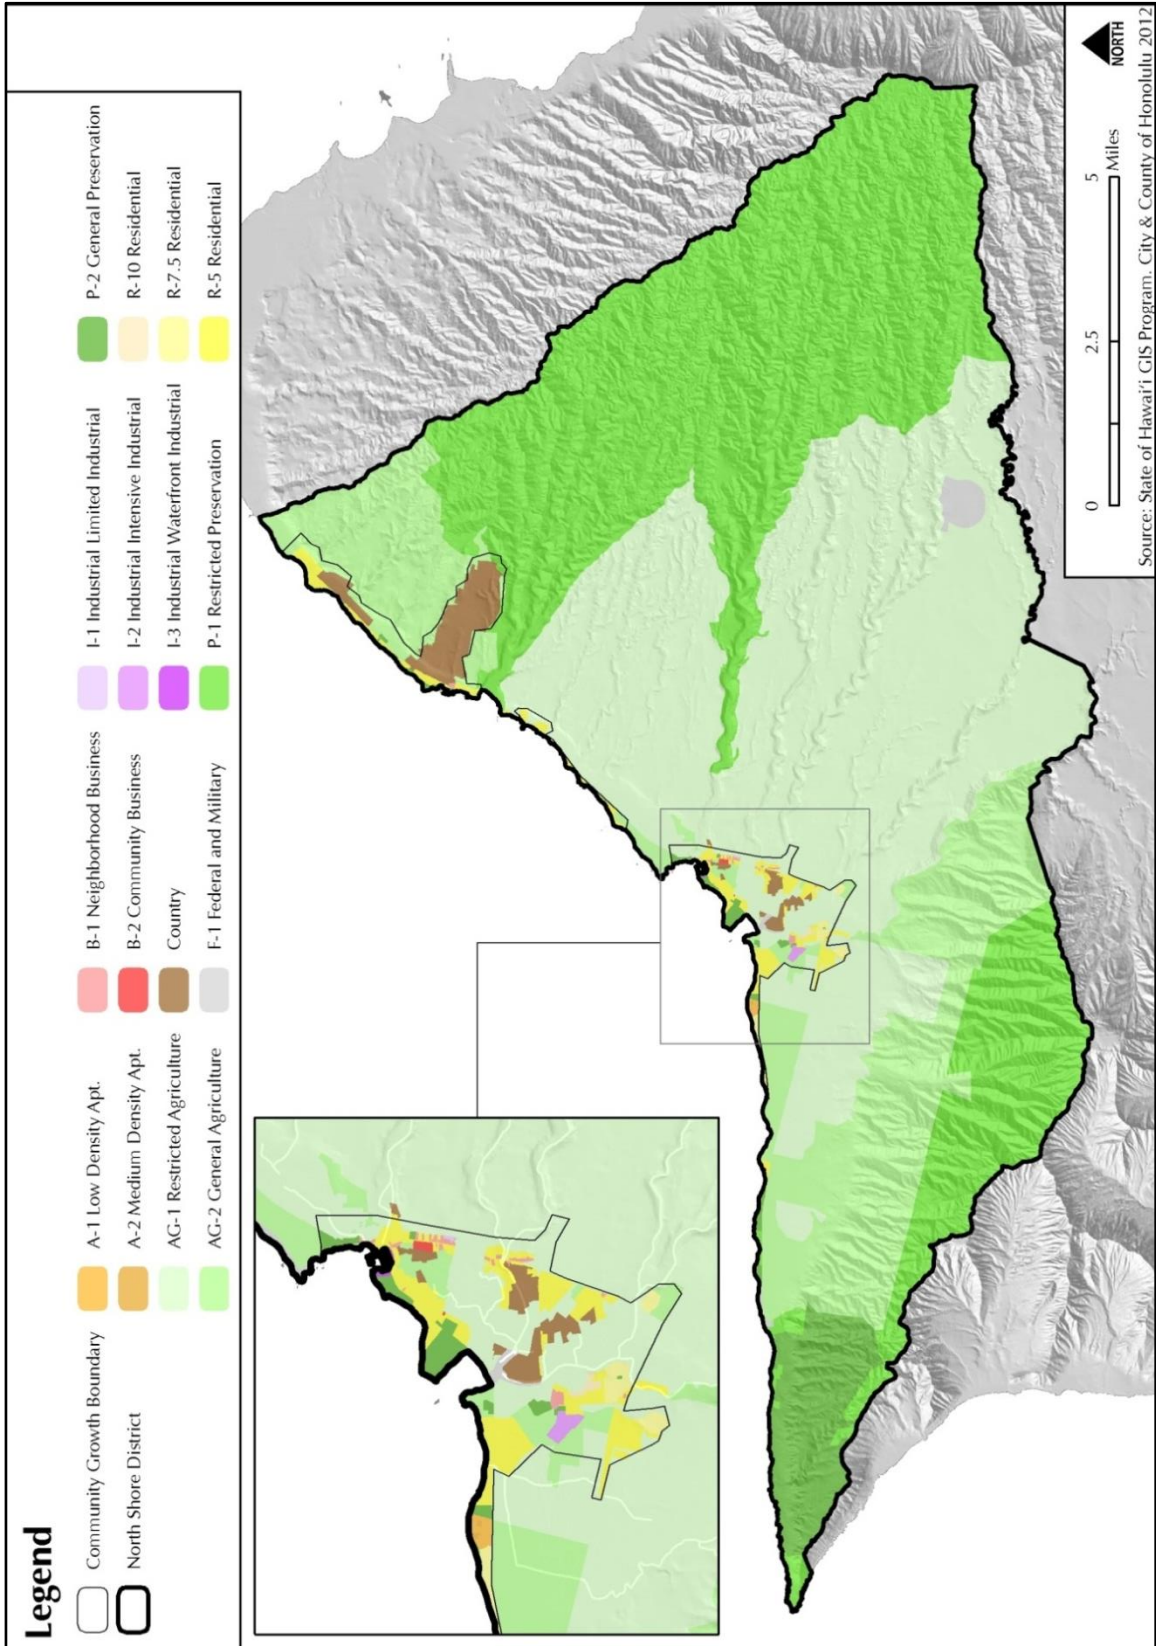 Legend
Community Growth Boundary
North Shore District
A-1 Low Density Apt.
A-2 Medium Density Apt.
AG-1 Restricted Agriculture
AG-2 General Agriculture
B-1 Neighborhood Business
B-2 Community Business
Country
F-1 Federal and Military
I-1 Industrial Limited Industrial
I-2 Industrial Intensive Industrial
I-3 Industrial Waterfront Industrial
P-1 Restricted Preservation
P-2 General Preservation
R-10 Residential
R-7.5 Residential
R-5 Residential
NORTH
0 2.5 5
Miles
Source: State of Hawai'i GIS Program. City & County of Honolulu 2012